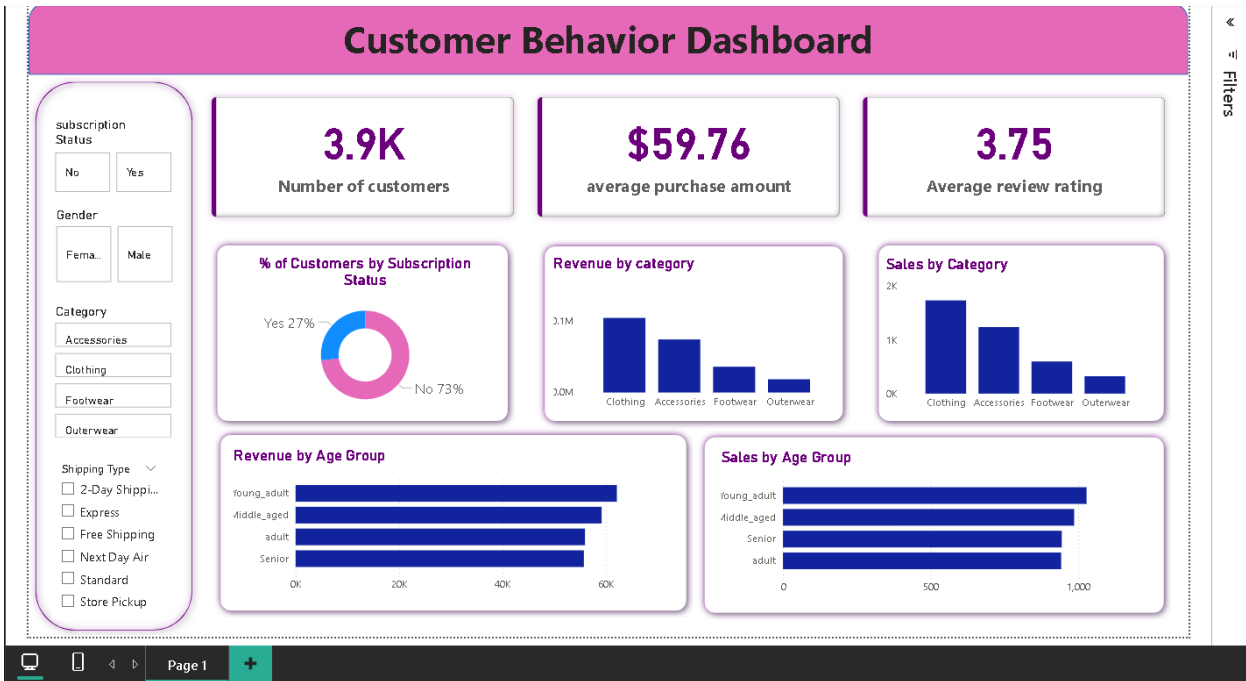 Customer Behavior Dashboard
Filters
subscription
Status
No
Yes
Gender
Fema...
Male
Category
Accessories
Clothing
Footwear
Outerwear
Shipping Type
2-Day Shippi...
Express
Free Shipping
Next Day Air
Standard
Store Pickup
3.9K
Number of customers
$59.76
average purchase amount
3.75
Average review rating
% of Customers by Subscription
Status
Yes 27%
No 73%
Revenue by category
0.1M
0.0M
Clothing Accessories Footwear Outerwear
Sales by Category
2K
1K
0K
Clothing Accessories Footwear Outerwear
Revenue by Age Group
Young_adult
Middle_aged
adult
Senior
0K 20K 40K 60K
Sales by Age Group
Young_adult
Middle_aged
Senior
adult
0 500 1,000
Page 1